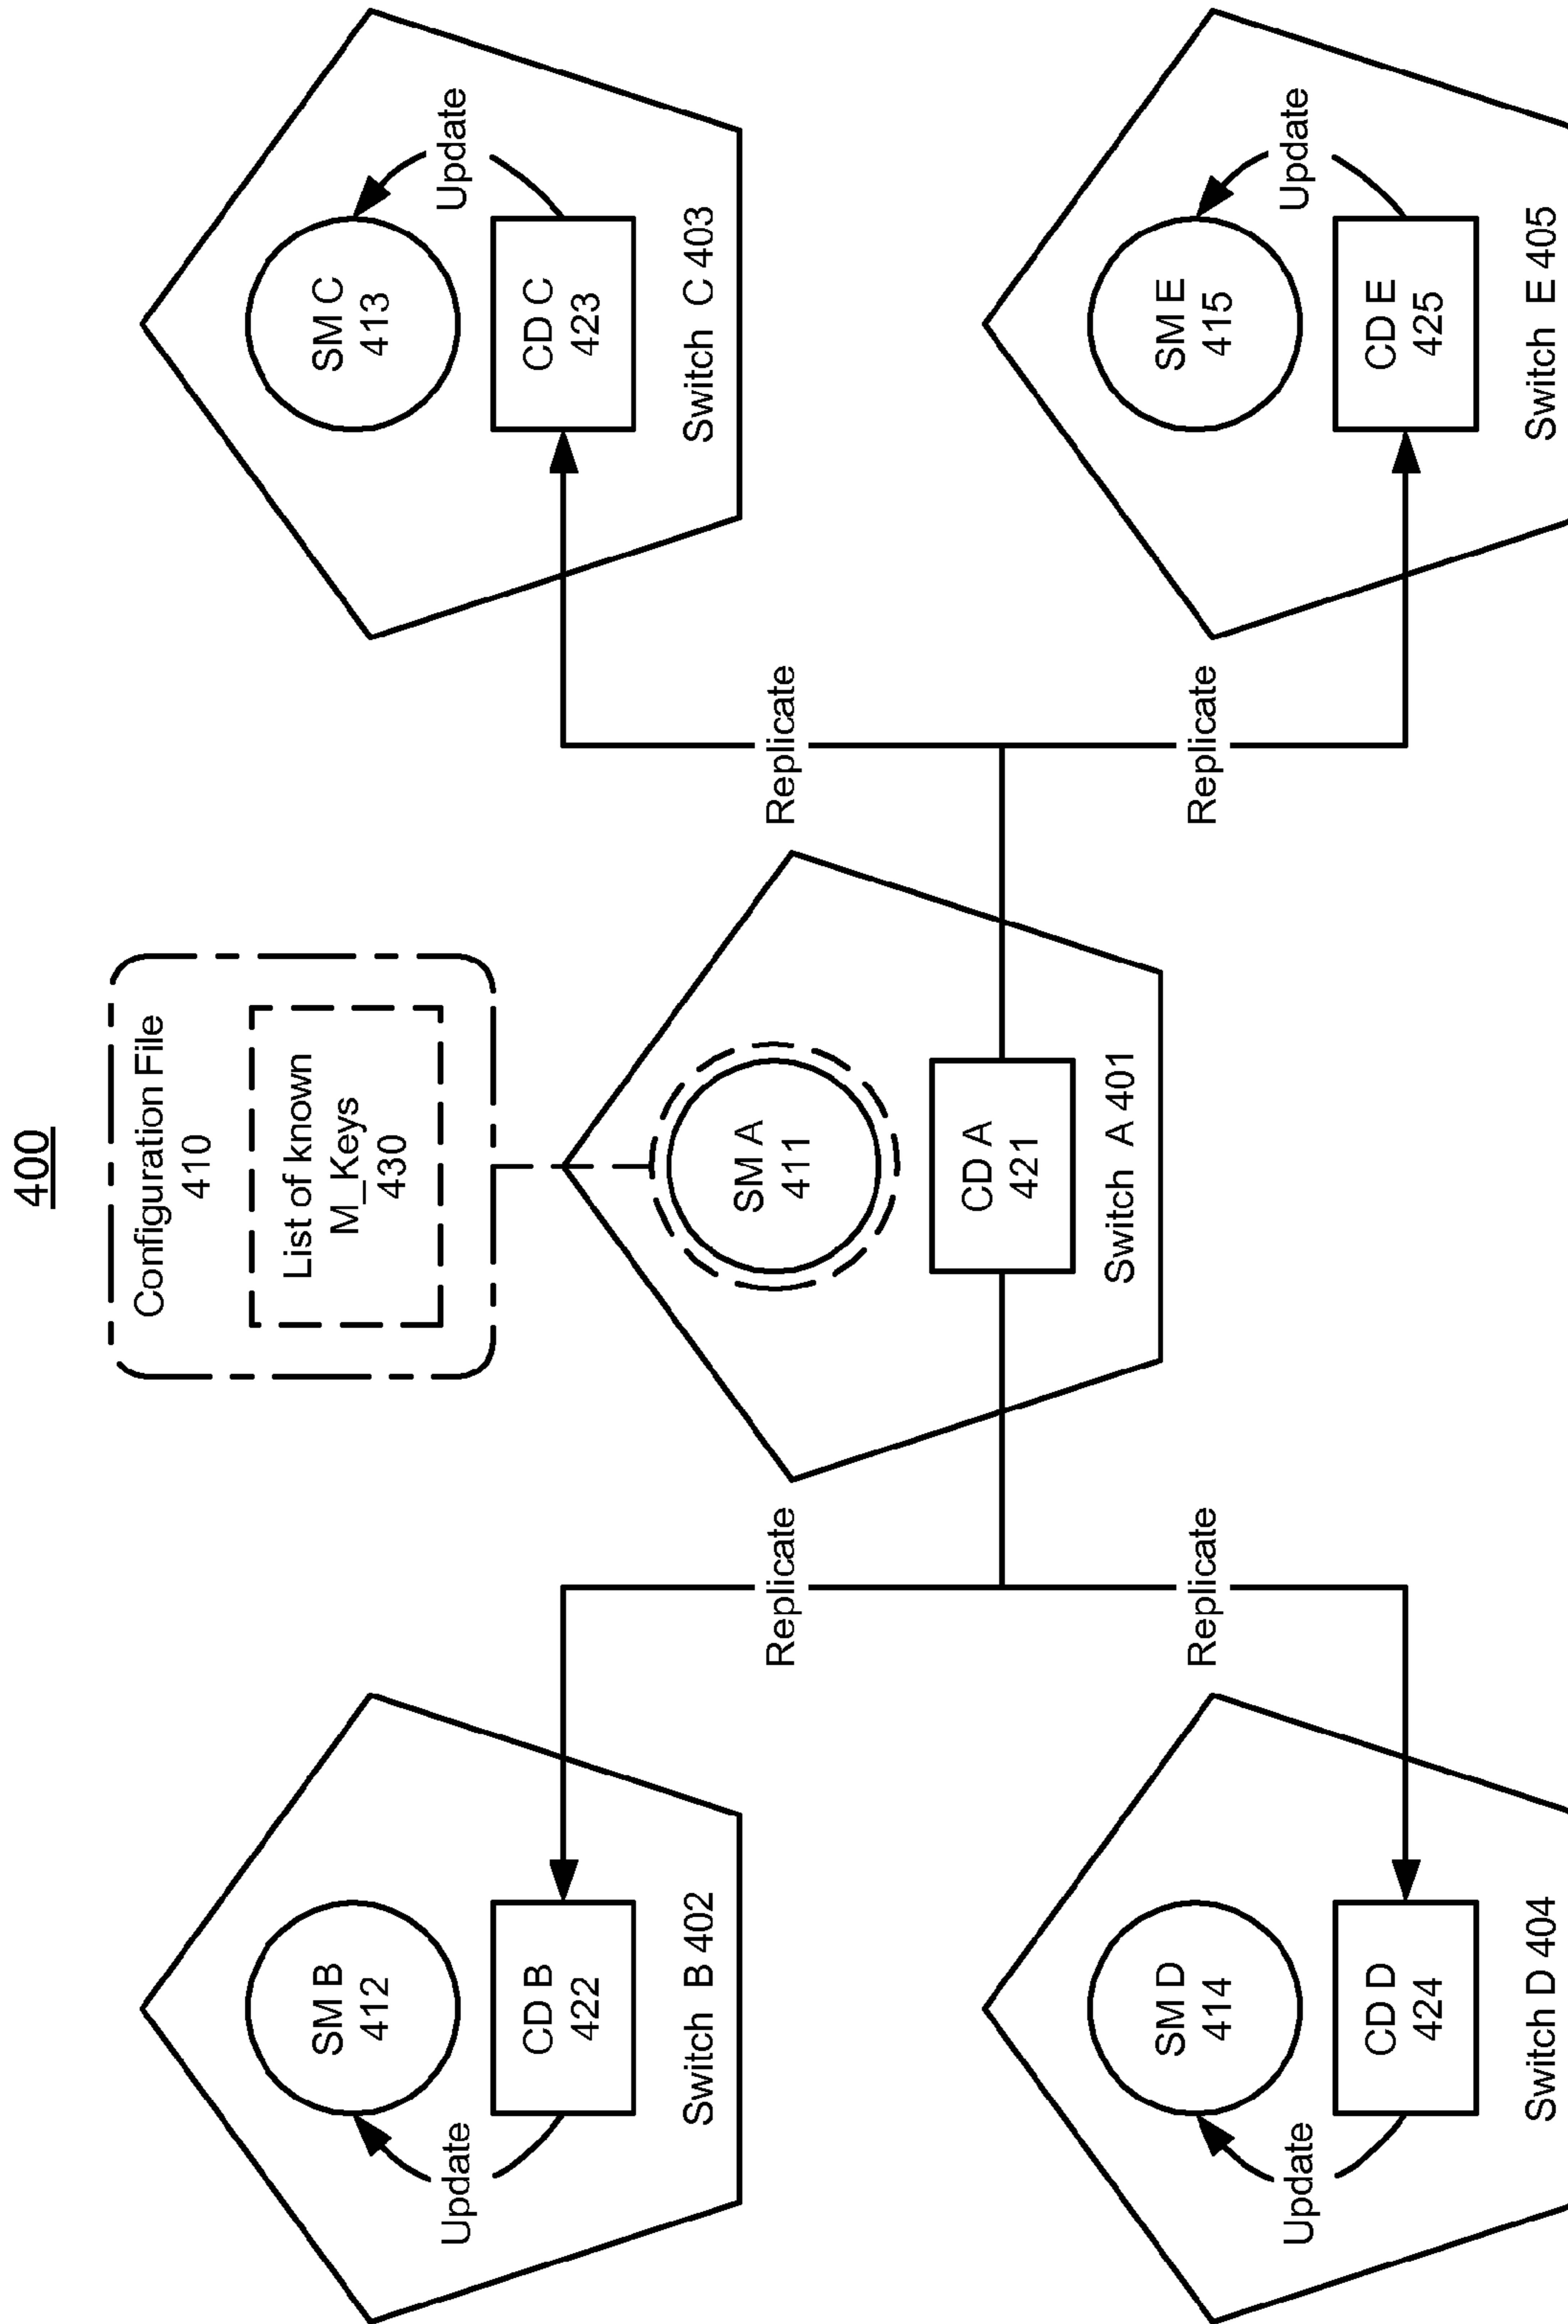 400
Configuration File
410
List of known
M_Keys
430
SM B
412
Update
CD B
422
Switch B 402
SM C
413
Update
CD C
423
Switch C 403
Replicate
Replicate
SM A
411
CD A
421
Switch A 401
Replicate
Replicate
SM D
414
Update
CD D
424
Switch D 404
SM E
415
Update
CD E
425
Switch E 405